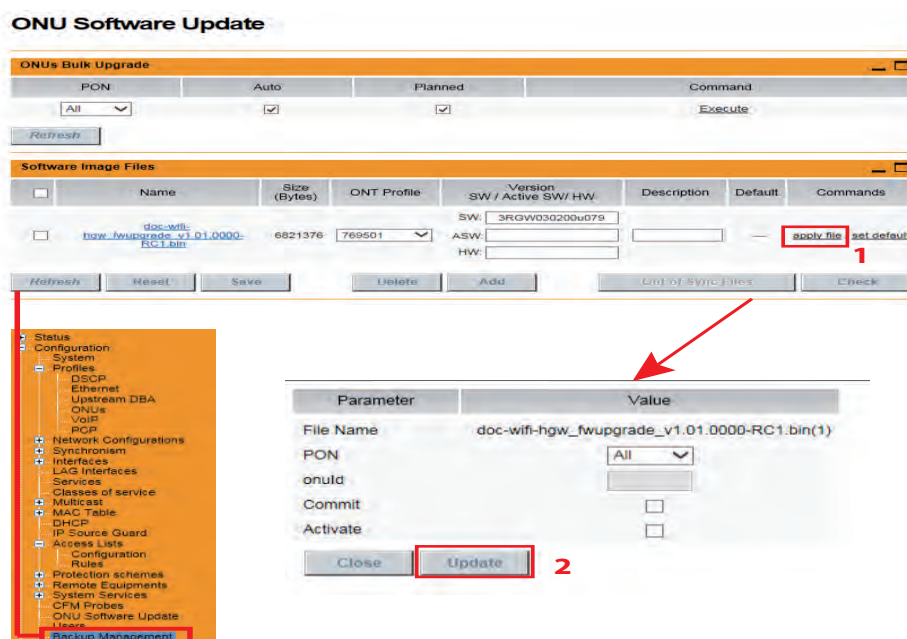 ONU Software Update
ONUs Bulk Upgrade
PON Auto Planned Command
All Execute
Refresh
Software Image Files
Name Size (Bytes) ONT Profile Version SW / Active SW/ HW Description Default Commands
SW: 3RGW030200u079
doc-wifi-
hgw_fwupgrade_v1.01.0000- 6821376 769501 ASW: — apply file set default
RC1.bin
HW:
1
Refresh Reset Save Delete Add List of Sync Files Check
Status
Configuration
System
Profiles
DSCP
Ethernet
Upstream DBA
ONUs
VoIP
PCP
Network Configurations
Synchronism
Interfaces
LAG Interfaces
Services
Classes of service
Multicast
MAC Table
DHCP
IP Source Guard
Access Lists
Configuration
Rules
Protection schemes
Remote Equipments
System Services
CFM Probes
ONU Software Update
Users
Backup Management
Parameter Value
File Name doc-wifi-hgw_fwupgrade_v1.01.0000-RC1.bin(1)
PON All
onuId
Commit
Activate
Close Update 2